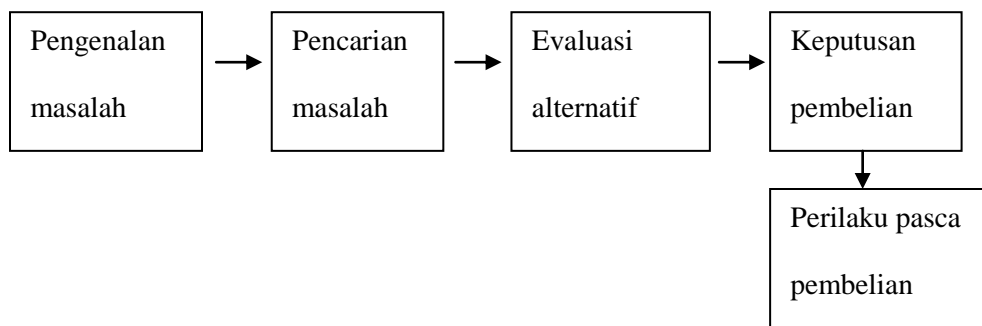 Pengenalan
masalah
Pencarian
masalah
Evaluasi
alternatif
Keputusan
pembelian
Perilaku pasca
pembelian